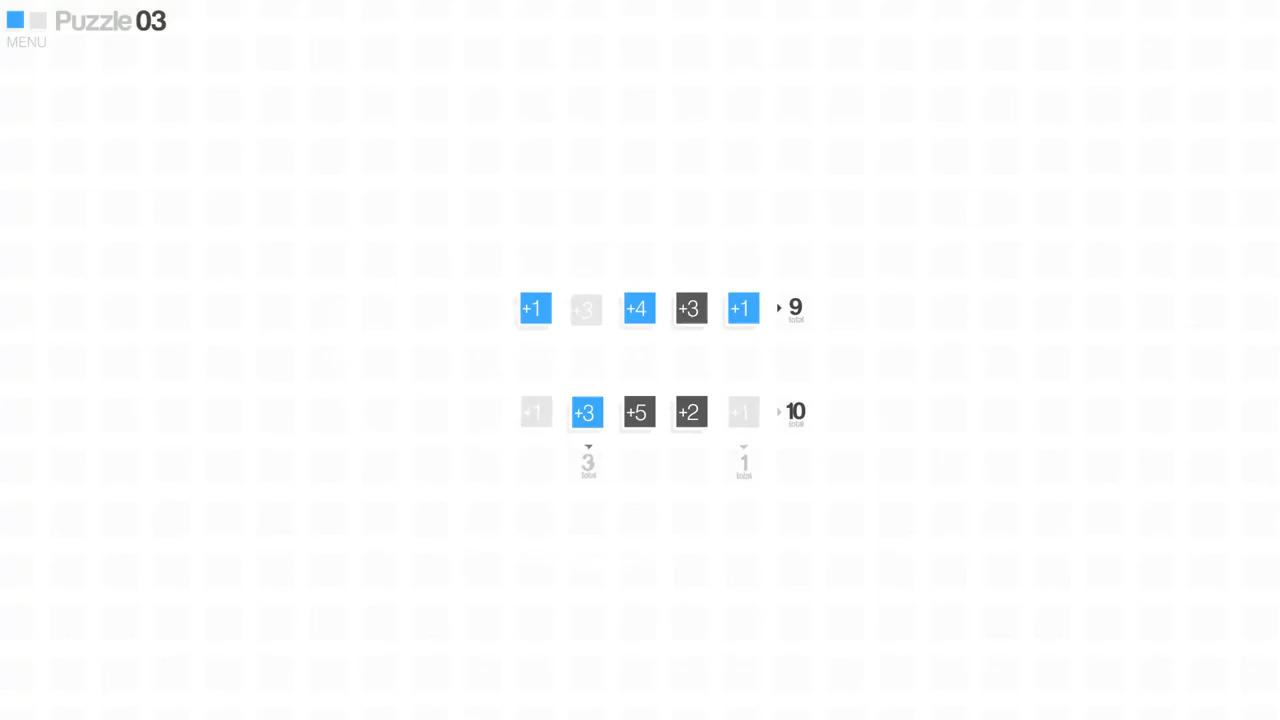 Puzzle 03
MENU
+1 +3 +4 +3 +1 9
total
+1 +3 +5 +2 +1 10
total
3 1
total total